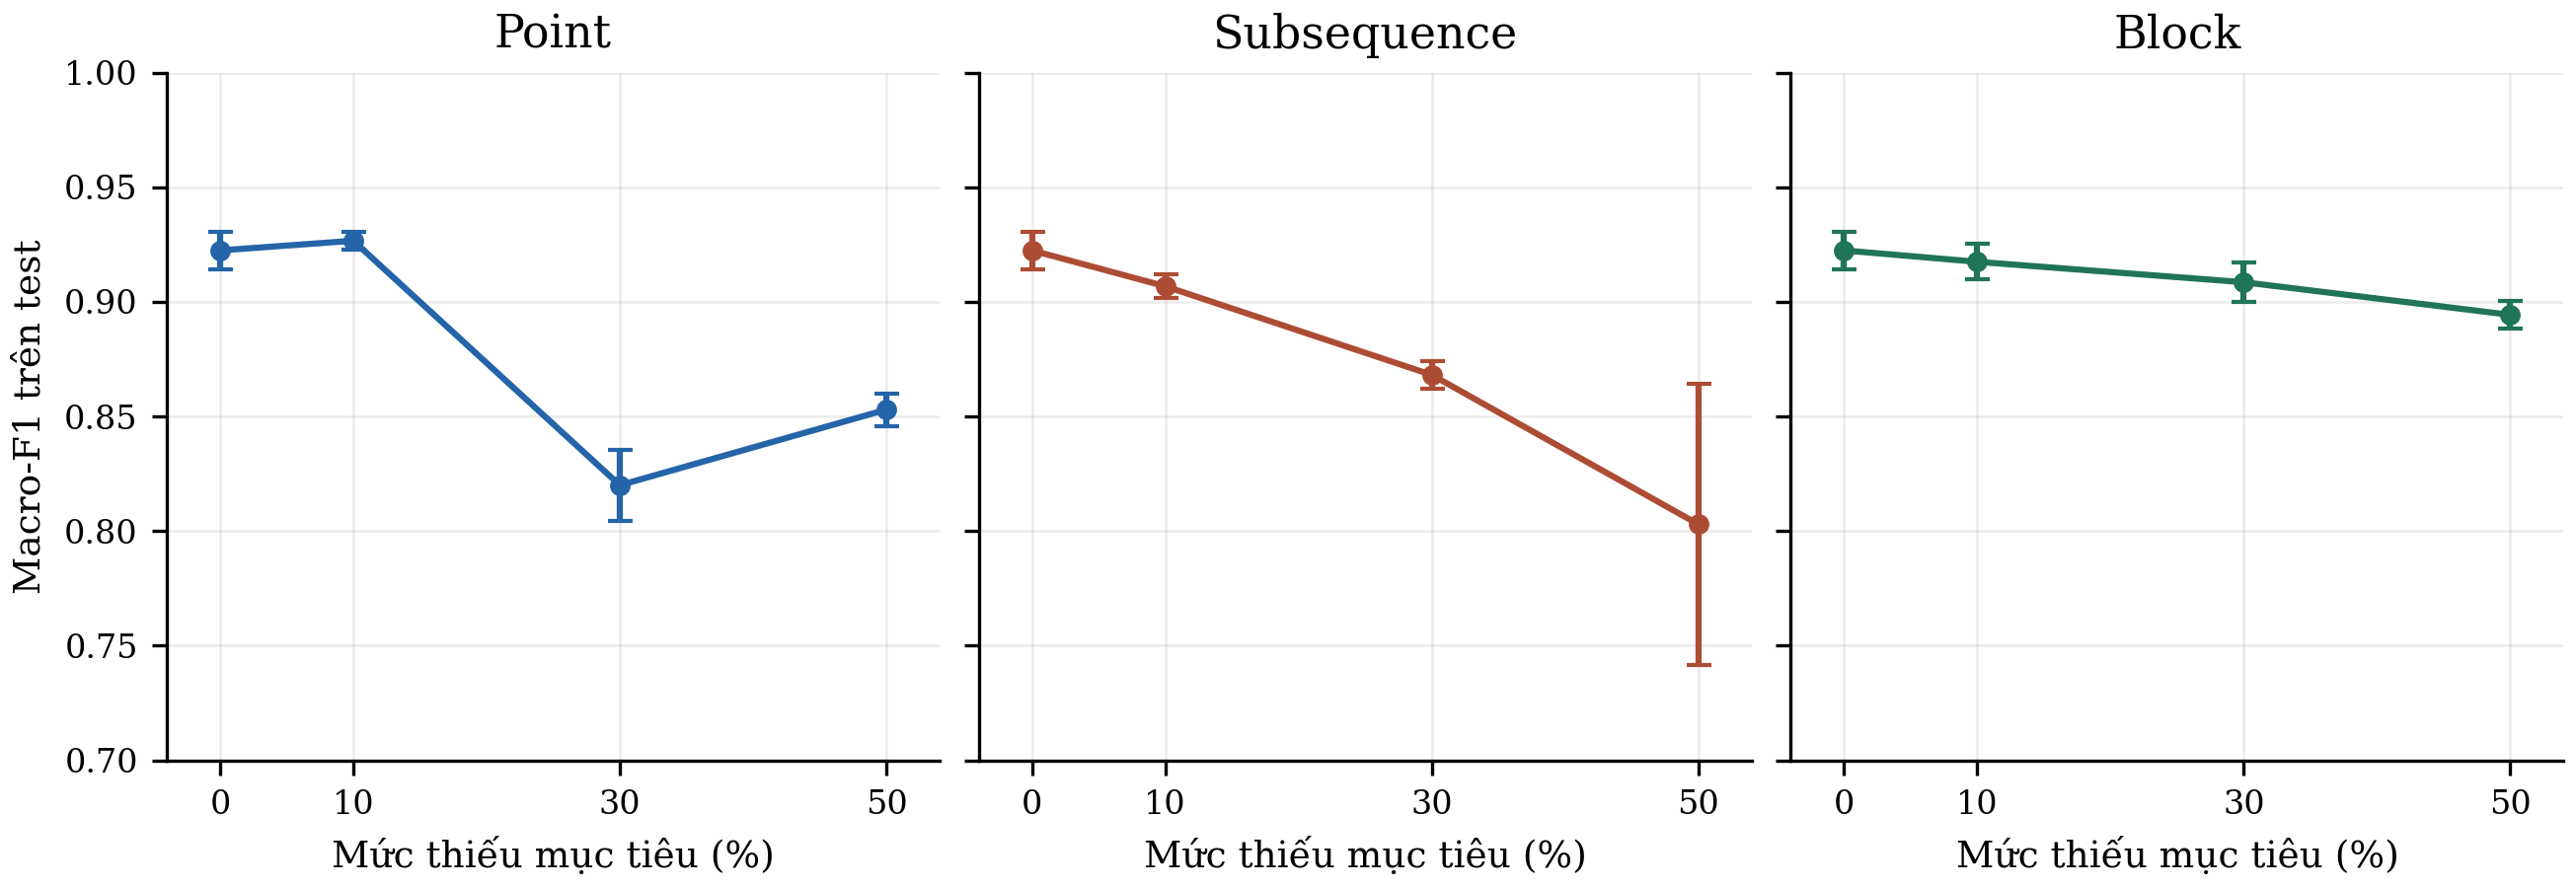 Point
Subsequence
Block
Macro-F1 trên test
1.00
0.95
0.90
0.85
0.80
0.75
0.70
0 10 30 50
0 10 30 50
0 10 30 50
Mức thiếu mục tiêu (%)
Mức thiếu mục tiêu (%)
Mức thiếu mục tiêu (%)